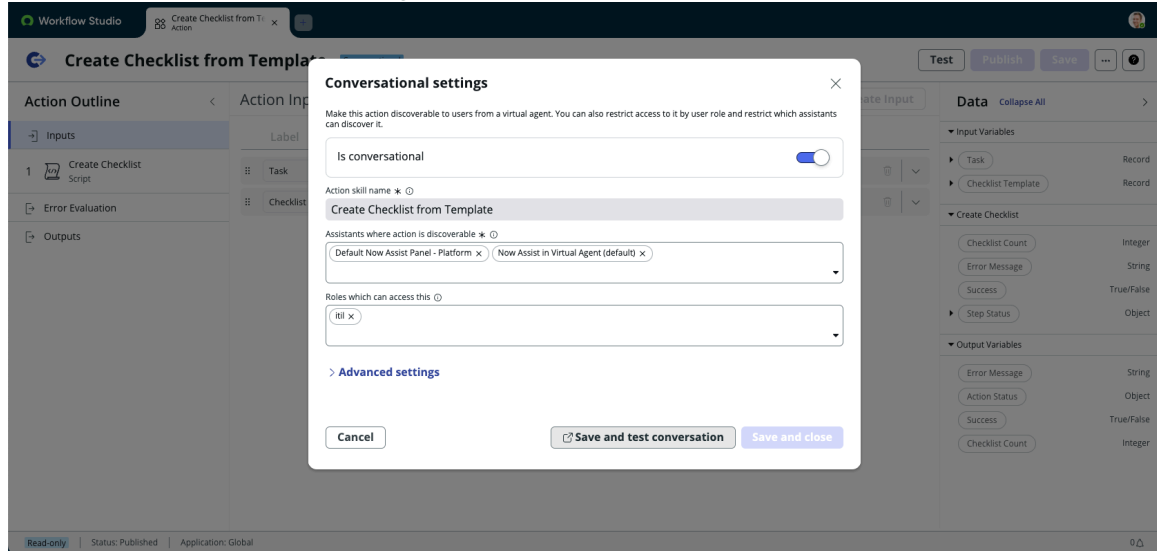 Workflow Studio
Create Checklist from T
Action
Create Checklist from Template
Test
Publish
Save
Action Outline
Inputs
1
Create Checklist
Script
Error Evaluation
Outputs
Action Inp
Label
Task
Checklist
ate Input
Conversational settings
Make this action discoverable to users from a virtual agent. You can also restrict access to it by user role and restrict which assistants
can discover it.
Is conversational
Action skill name *
Create Checklist from Template
Assistants where action is discoverable *
Default Now Assist Panel - Platform ×
Now Assist in Virtual Agent (default) ×
Roles which can access this
itil ×
Advanced settings
Cancel
Save and test conversation
Save and close
Data
Collapse All
Input Variables
Task Record
Checklist Template Record
Create Checklist
Checklist Count Integer
Error Message String
Success True/False
Step Status Object
Output Variables
Error Message String
Action Status Object
Success True/False
Checklist Count Integer
Read-only
Status: Published
Application: Global
0